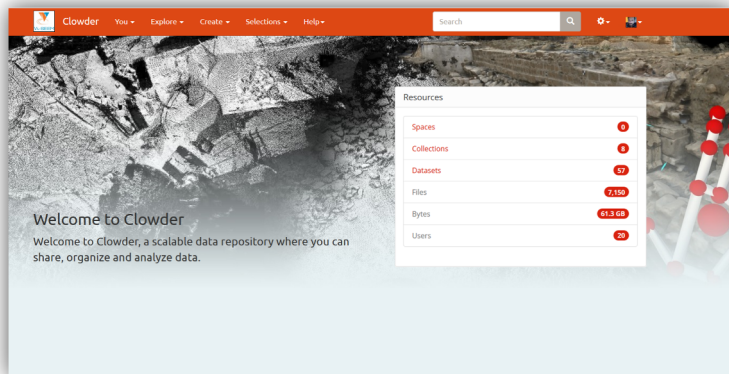 Clowder
You
Explore
Create
Selections
Help
Search
Resources
Spaces 0
Collections 8
Datasets 57
Files 7,150
Bytes 61.3 GB
Users 20
Welcome to Clowder
Welcome to Clowder, a scalable data repository where you can
share, organize and analyze data.